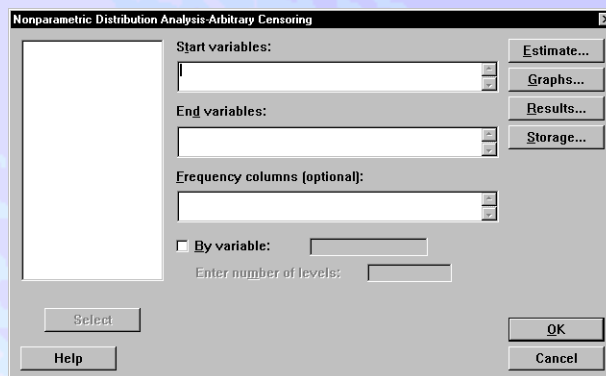 Nonparametric Distribution Analysis-Arbitrary Censoring
Start variables:
Estimate...
Graphs...
Results...
Storage...
End variables:
Frequency columns (optional):
By variable:
Enter number of levels:
Select
Help
OK
Cancel